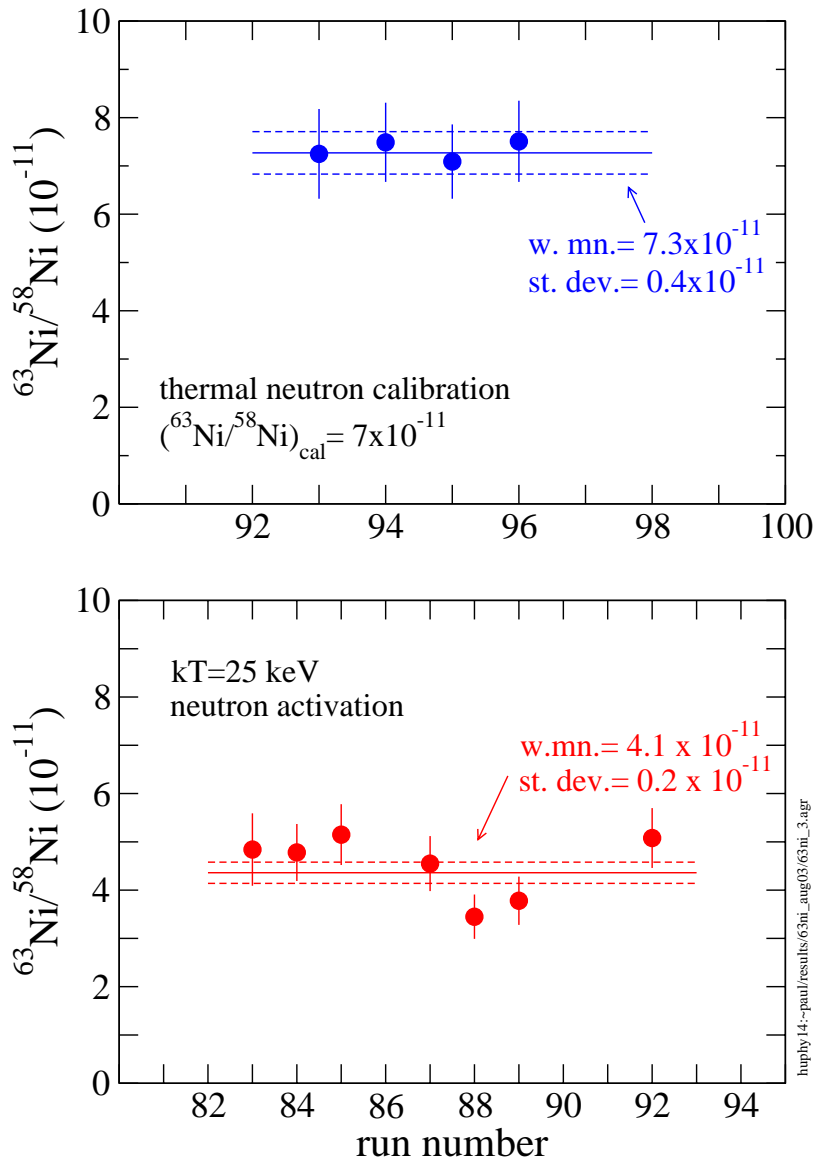 10
8
6
4
2
0
⁶³Ni/⁵⁸Ni (10⁻¹¹)
w. mn.= 7.3x10⁻¹¹
st. dev.= 0.4x10⁻¹¹
thermal neutron calibration
(⁶³Ni/⁵⁸Ni)cal= 7x10⁻¹¹
92 94 96 98 100
10
8
6
4
2
0
⁶³Ni/⁵⁸Ni (10⁻¹¹)
kT=25 keV
neutron activation
w.mn.= 4.1 x 10⁻¹¹
st. dev.= 0.2 x 10⁻¹¹
82 84 86 88 90 92 94
run number
huphy14:~paul/results/63ni_aug03/63ni_3.agr